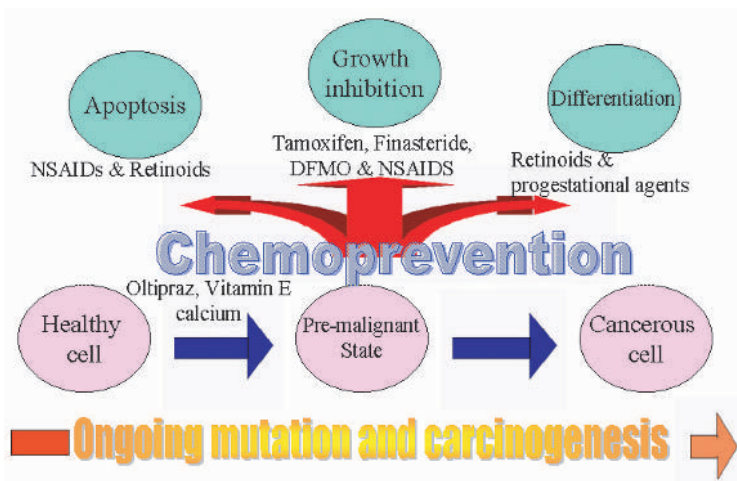 Apoptosis
Growth
inhibition
Differentiation
NSAIDs & Retinoids
Tamoxifen, Finasteride,
DFMO & NSAIDS
Retinoids &
progestational agents
Chemoprevention
Oltipraz, Vitamin E
calcium
Healthy
cell
Pre-malignant
State
Cancerous
cell
Ongoing mutation and carcinogenesis